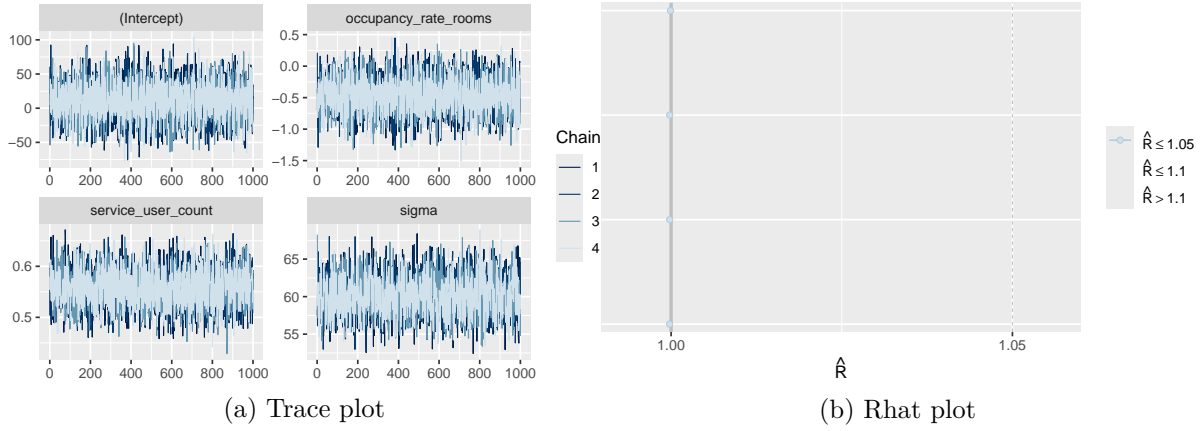 (Intercept)
occupancy_rate_rooms
100
50
0
−50
0.5
0.0
−0.5
−1.0
−1.5
0 200 400 600 800 1000
0 200 400 600 800 1000
service_user_count
sigma
0.6
0.5
65
60
55
0 200 400 600 800 1000
0 200 400 600 800 1000
Chain
1
2
3
4
(a) Trace plot
1.00
1.05
R̂
R̂ ≤ 1.05
R̂ ≤ 1.1
R̂ > 1.1
(b) Rhat plot